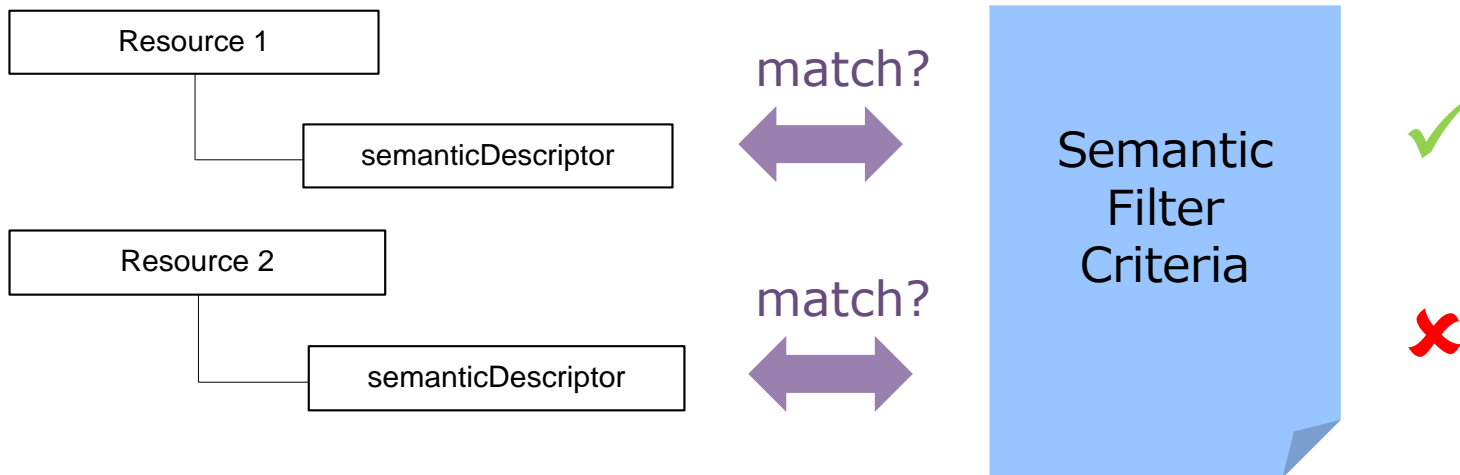 Resource 1
semanticDescriptor
match?
Resource 2
semanticDescriptor
match?
Semantic
Filter
Criteria